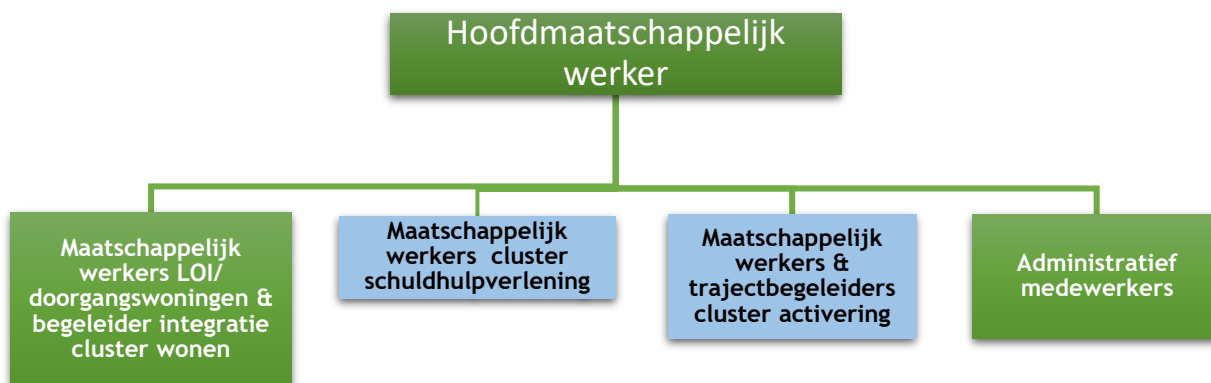 Hoofdmaatschappelijk
werker
Maatschappelijk
werkers LOI/
doorgangswoningen &
begeleider integratie
cluster wonen
Maatschappelijk
werkers cluster
schuldhulpverlening
Maatschappelijk
werkers &
trajectbegeleiders
cluster activering
Administratief
medewerkers